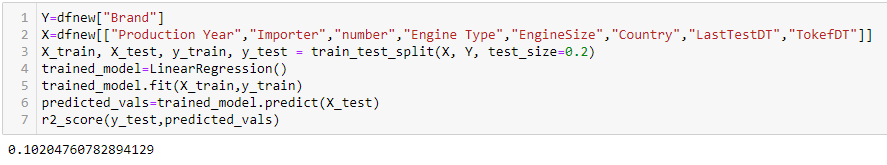 1 Y=dfnew["Brand"]
2 X=dfnew[["Production Year","Importer","number","Engine Type","EngineSize","Country","LastTestDT","TokefDT"]]
3 X_train, X_test, y_train, y_test = train_test_split(X, Y, test_size=0.2)
4 trained_model=LinearRegression()
5 trained_model.fit(X_train,y_train)
6 predicted_vals=trained_model.predict(X_test)
7 r2_score(y_test,predicted_vals)
0.10204760782894129